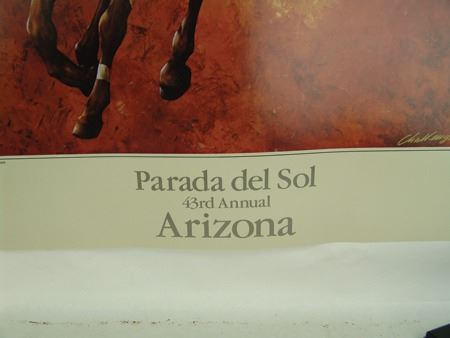 Parada del Sol
43rd Annual
Arizona